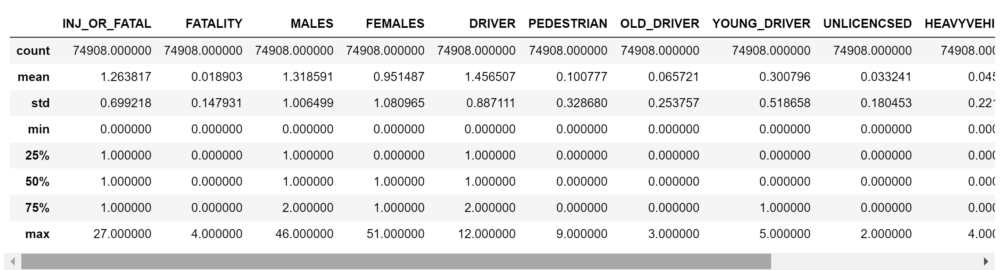 INJ_OR_FATAL FATALITY MALES FEMALES DRIVER PEDESTRIAN OLD_DRIVER YOUNG_DRIVER UNLICENCSED HEAVYVEHI
count 74908.000000 74908.000000 74908.000000 74908.000000 74908.000000 74908.000000 74908.000000 74908.000000 74908.000000 74908.000
mean 1.263817 0.018903 1.318591 0.951487 1.456507 0.100777 0.065721 0.300796 0.033241 0.045
std 0.699218 0.147931 1.006499 1.080965 0.887111 0.328680 0.253757 0.518658 0.180453 0.221
min 0.000000 0.000000 0.000000 0.000000 0.000000 0.000000 0.000000 0.000000 0.000000 0.000
25% 1.000000 0.000000 1.000000 0.000000 1.000000 0.000000 0.000000 0.000000 0.000000 0.000
50% 1.000000 0.000000 1.000000 1.000000 1.000000 0.000000 0.000000 0.000000 0.000000 0.000
75% 1.000000 0.000000 2.000000 1.000000 2.000000 0.000000 0.000000 1.000000 0.000000 0.000
max 27.000000 4.000000 46.000000 51.000000 12.000000 9.000000 3.000000 5.000000 2.000000 4.000